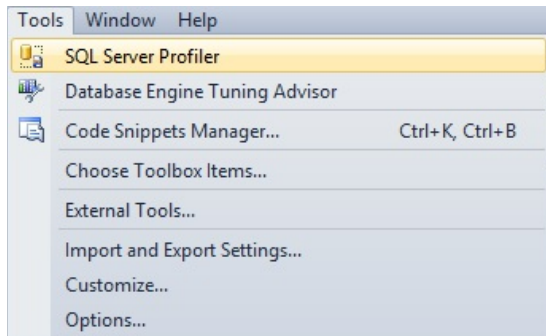 Tools Window Help
SQL Server Profiler
Database Engine Tuning Advisor
Code Snippets Manager... Ctrl+K, Ctrl+B
Choose Toolbox Items...
External Tools...
Import and Export Settings...
Customize...
Options...